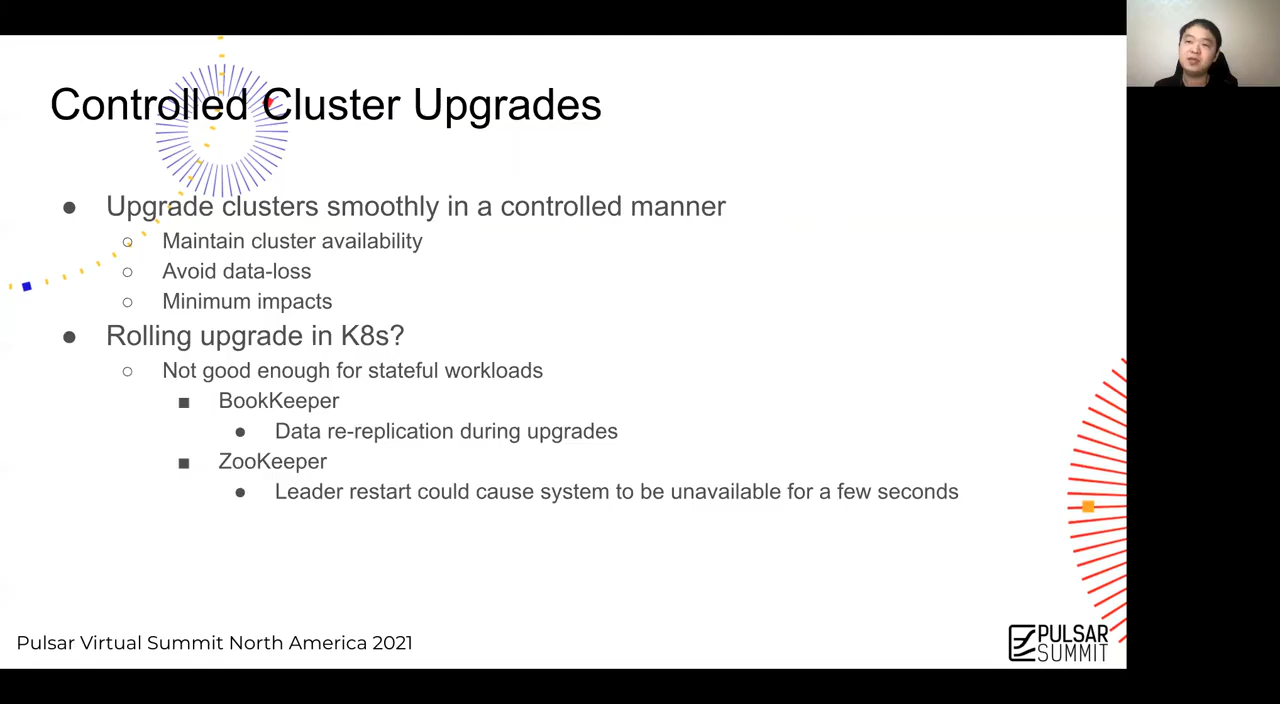 Controlled Cluster Upgrades
● Upgrade clusters smoothly in a controlled manner
○ Maintain cluster availability
○ Avoid data-loss
○ Minimum impacts
● Rolling upgrade in K8s?
○ Not good enough for stateful workloads
■ BookKeeper
● Data re-replication during upgrades
■ ZooKeeper
● Leader restart could cause system to be unavailable for a few seconds
Pulsar Virtual Summit North America 2021
PULSAR
SUMMIT